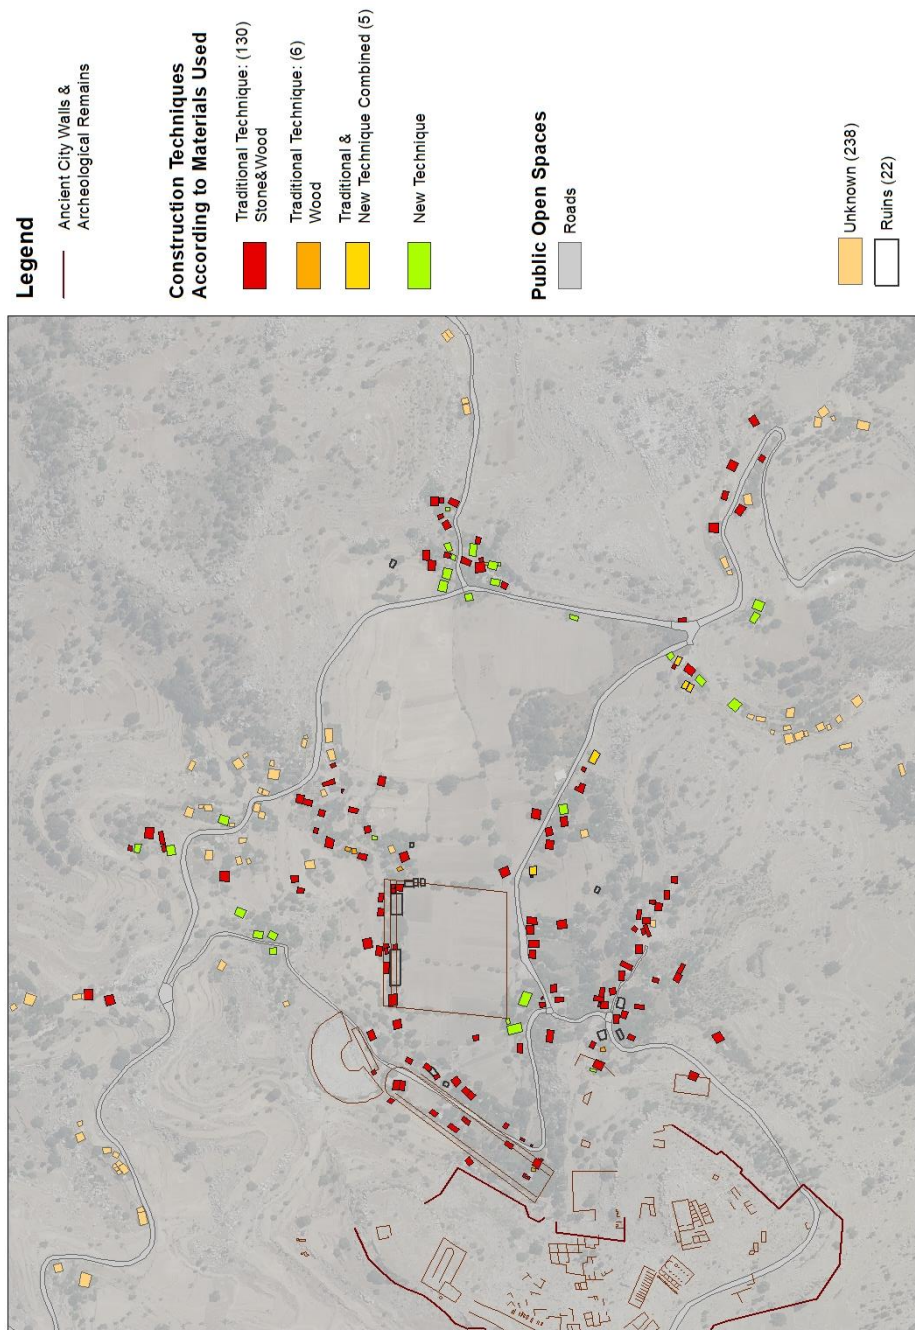 Legend
Ancient City Walls &
Archeological Remains
Construction Techniques
According to Materials Used
Traditional Technique: (130)
Stone&Wood
Traditional Technique: (6)
Wood
Traditional &
New Technique Combined (5)
New Technique
Public Open Spaces
Roads
Unknown (238)
Ruins (22)